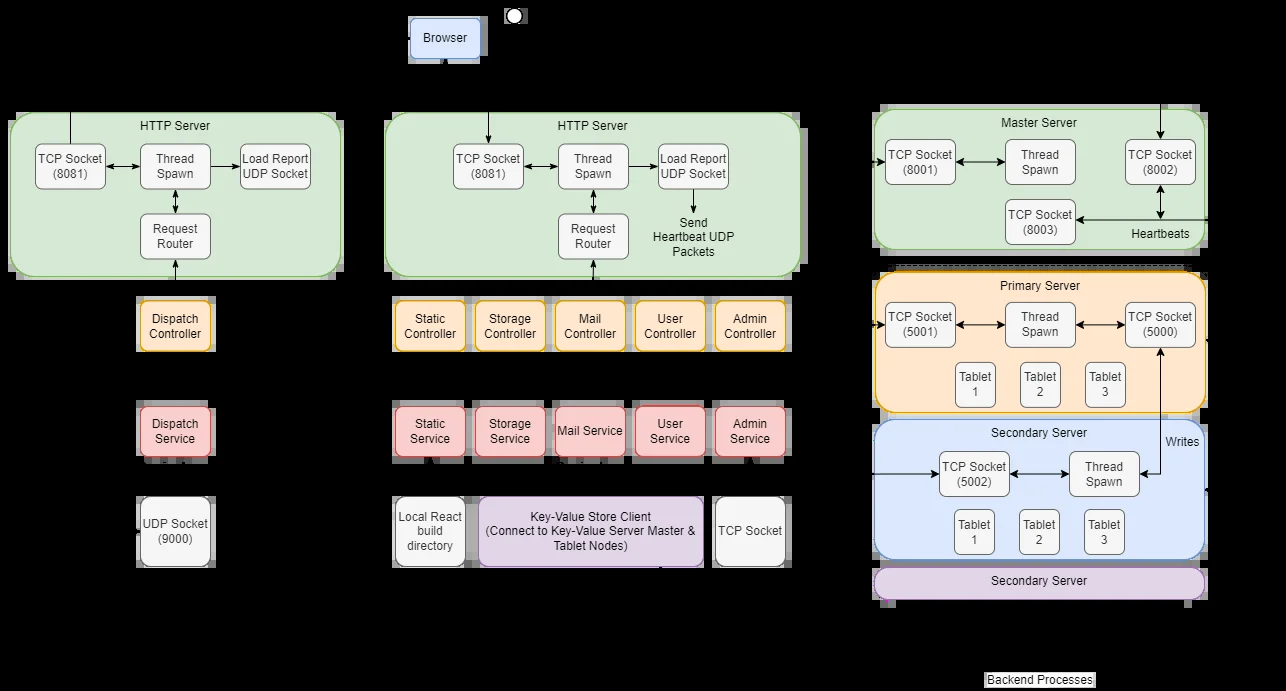 Browser
HTTP Server
TCP Socket
(8081)
Thread
Spawn
Load Report
UDP Socket
Request
Router
Dispatch
Controller
Dispatch
Service
UDP Socket
(9000)
HTTP Server
TCP Socket
(8081)
Thread
Spawn
Load Report
UDP Socket
Request
Router
Send
Heartbeat UDP
Packets
Static
Controller
Storage
Controller
Mail
Controller
User
Controller
Admin
Controller
Static
Service
Storage
Service
Mail Service
User
Service
Admin
Service
Local React
build
directory
Key-Value Store Client
(Connect to Key-Value Server Master &
Tablet Nodes)
TCP Socket
Master Server
TCP Socket
(8001)
Thread
Spawn
TCP Socket
(8002)
TCP Socket
(8003)
Heartbeats
Primary Server
TCP Socket
(5001)
Thread
Spawn
TCP Socket
(5000)
Tablet
1
Tablet
2
Tablet
3
Secondary Server
Writes
TCP Socket
(5002)
Thread
Spawn
Tablet
1
Tablet
2
Tablet
3
Secondary Server
Backend Processes